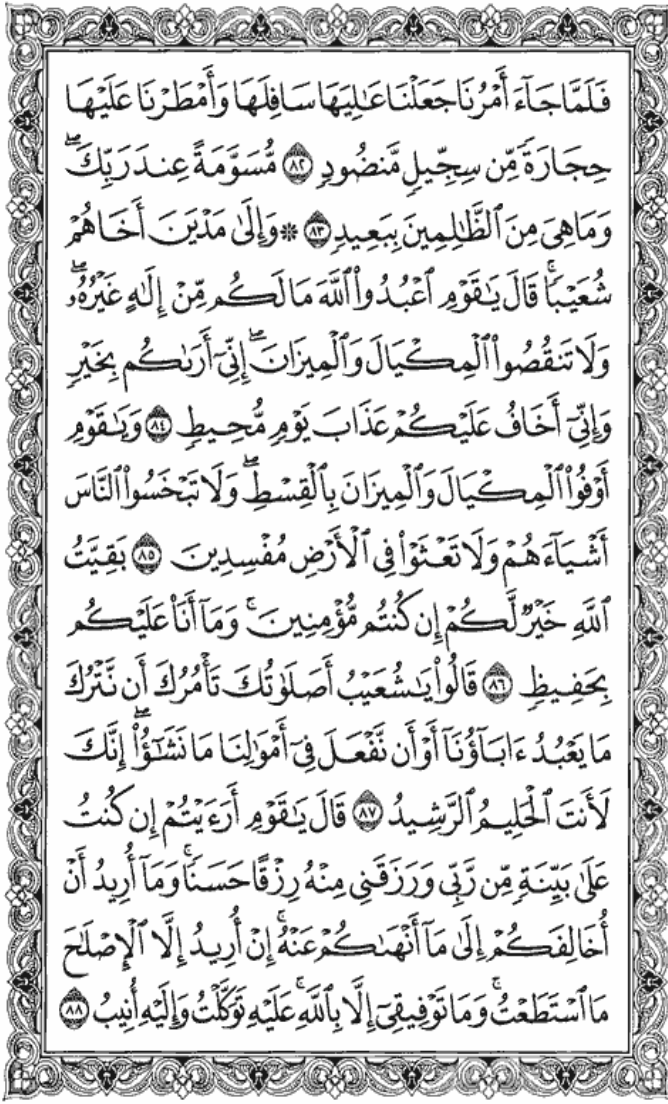 فَلَمَّا جَآءَ أَمۡرُنَا جَعَلۡنَا عَٰلِيَهَا سَافِلَهَا وَأَمۡطَرۡنَا عَلَيۡهَا
حِجَارَةٗ مِّن سِجِّيلٖ مَّنضُودٖ ٨٢ مُّسَوَّمَةً عِندَ رَبِّكَۖ
وَمَا هِيَ مِنَ ٱلظَّٰلِمِينَ بِبَعِيدٖ ٨٣ ۞ وَإِلَىٰ مَدۡيَنَ أَخَاهُمۡ
شُعَيۡبٗاۚ قَالَ يَٰقَوۡمِ ٱعۡبُدُواْ ٱللَّهَ مَا لَكُم مِّنۡ إِلَٰهٍ غَيۡرُهُۥۖ
وَلَا تَنقُصُواْ ٱلۡمِكۡيَالَ وَٱلۡمِيزَانَۖ إِنِّيٓ أَرَىٰكُم بِخَيۡرٖ
وَإِنِّيٓ أَخَافُ عَلَيۡكُمۡ عَذَابَ يَوۡمٖ مُّحِيطٖ ٨٤ وَيَٰقَوۡمِ
أَوۡفُواْ ٱلۡمِكۡيَالَ وَٱلۡمِيزَانَ بِٱلۡقِسۡطِۖ وَلَا تَبۡخَسُواْ ٱلنَّاسَ
أَشۡيَآءَهُمۡ وَلَا تَعۡثَوۡاْ فِي ٱلۡأَرۡضِ مُفۡسِدِينَ ٨٥ بَقِيَّتُ
ٱللَّهِ خَيۡرٞ لَّكُمۡ إِن كُنتُم مُّؤۡمِنِينَۚ وَمَآ أَنَا۠ عَلَيۡكُم
بِحَفِيظٖ ٨٦ قَالُواْ يَٰشُعَيۡبُ أَصَلَوٰتُكَ تَأۡمُرُكَ أَن نَّتۡرُكَ
مَا يَعۡبُدُ ءَابَآؤُنَآ أَوۡ أَن نَّفۡعَلَ فِيٓ أَمۡوَٰلِنَا مَا نَشَٰٓؤُاْۖ إِنَّكَ
لَأَنتَ ٱلۡحَلِيمُ ٱلرَّشِيدُ ٨٧ قَالَ يَٰقَوۡمِ أَرَءَيۡتُمۡ إِن كُنتُ
عَلَىٰ بَيِّنَةٖ مِّن رَّبِّي وَرَزَقَنِي مِنۡهُ رِزۡقًا حَسَنٗاۚ وَمَآ أُرِيدُ أَنۡ
أُخَالِفَكُمۡ إِلَىٰ مَآ أَنۡهَىٰكُمۡ عَنۡهُۚ إِنۡ أُرِيدُ إِلَّا ٱلۡإِصۡلَٰحَ
مَا ٱسۡتَطَعۡتُۚ وَمَا تَوۡفِيقِيٓ إِلَّا بِٱللَّهِۚ عَلَيۡهِ تَوَكَّلۡتُ وَإِلَيۡهِ أُنِيبُ ٨٨